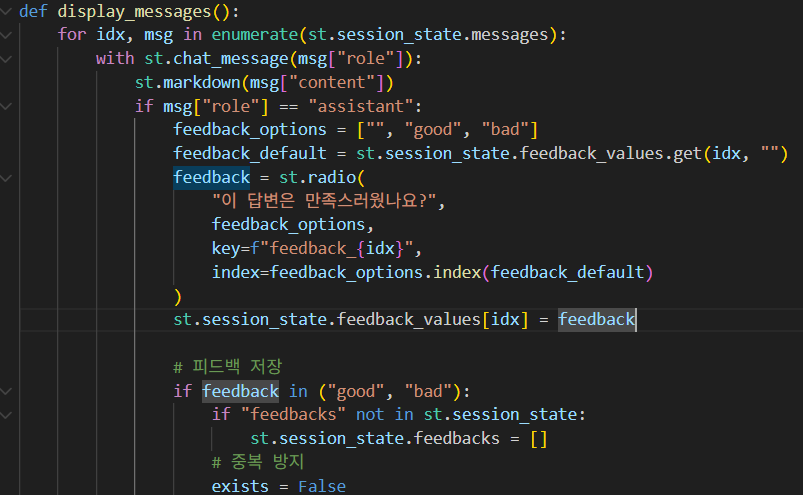 def display_messages():
    for idx, msg in enumerate(st.session_state.messages):
        with st.chat_message(msg["role"]):
            st.markdown(msg["content"])
            if msg["role"] == "assistant":
                feedback_options = ["", "good", "bad"]
                feedback_default = st.session_state.feedback_values.get(idx, "")
                feedback = st.radio(
                    "이 답변은 만족스러웠나요?",
                    feedback_options,
                    key=f"feedback_{idx}",
                    index=feedback_options.index(feedback_default)
                )
                st.session_state.feedback_values[idx] = feedback
                # 피드백 저장
                if feedback in ("good", "bad"):
                    if "feedbacks" not in st.session_state:
                        st.session_state.feedbacks = []
                    # 중복 방지
                    exists = False